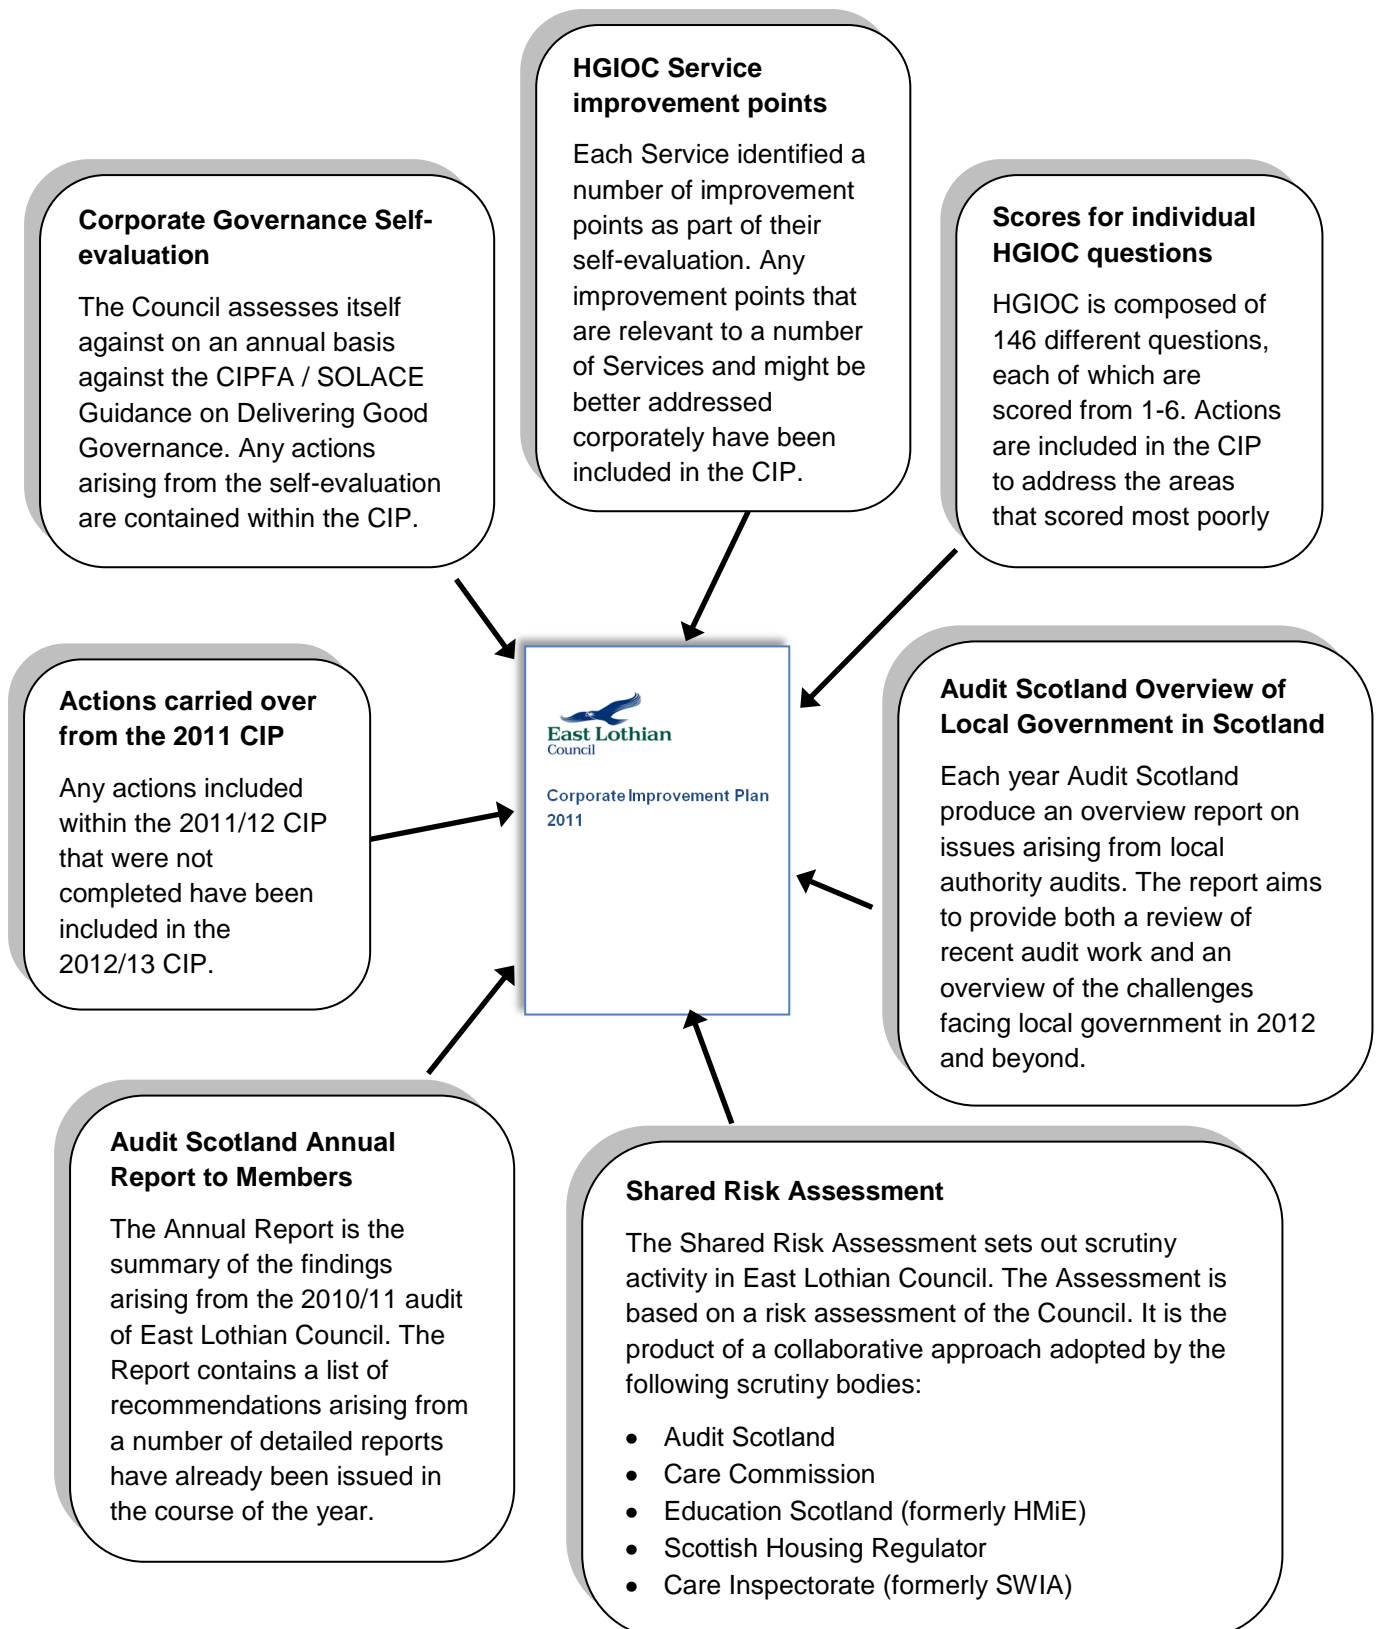 HGIOC Service
improvement points
Each Service identified a
number of improvement
points as part of their
self-evaluation. Any
improvement points that
are relevant to a number
of Services and might be
better addressed
corporately have been
included in the CIP.
Corporate Governance Self-
evaluation
The Council assesses itself
against on an annual basis
against the CIPFA / SOLACE
Guidance on Delivering Good
Governance. Any actions
arising from the self-evaluation
are contained within the CIP.
Scores for individual
HGIOC questions
HGIOC is composed of
146 different questions,
each of which are
scored from 1-6. Actions
are included in the CIP
to address the areas
that scored most poorly
Actions carried over
from the 2011 CIP
Any actions included
within the 2011/12 CIP
that were not
completed have been
included in the
2012/13 CIP.
East Lothian
Council
Corporate Improvement Plan
2011
Audit Scotland Overview of
Local Government in Scotland
Each year Audit Scotland
produce an overview report on
issues arising from local
authority audits. The report aims
to provide both a review of
recent audit work and an
overview of the challenges
facing local government in 2012
and beyond.
Audit Scotland Annual
Report to Members
The Annual Report is the
summary of the findings
arising from the 2010/11 audit
of East Lothian Council. The
Report contains a list of
recommendations arising from
a number of detailed reports
have already been issued in
the course of the year.
Shared Risk Assessment
The Shared Risk Assessment sets out scrutiny
activity in East Lothian Council. The Assessment is
based on a risk assessment of the Council. It is the
product of a collaborative approach adopted by the
following scrutiny bodies:
• Audit Scotland
• Care Commission
• Education Scotland (formerly HMiE)
• Scottish Housing Regulator
• Care Inspectorate (formerly SWIA)